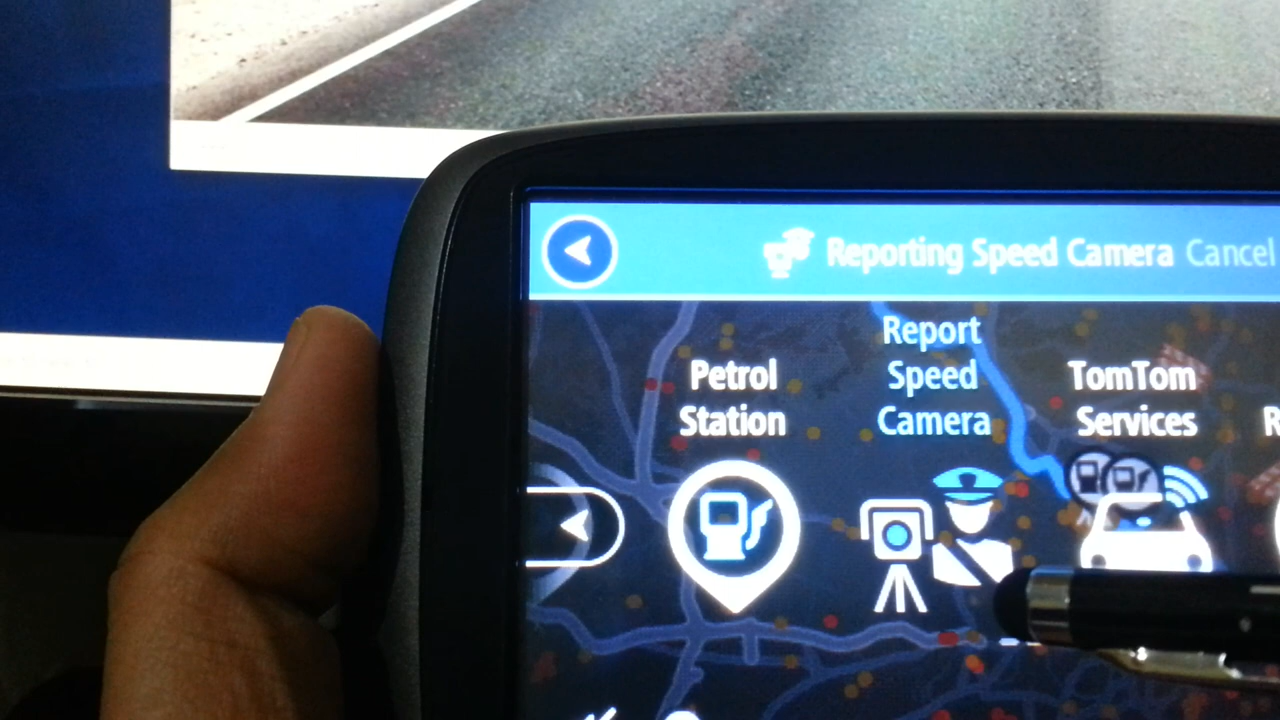 Reporting Speed Camera Cancel
Petrol
Station
Report
Speed
Camera
TomTom
Services
R